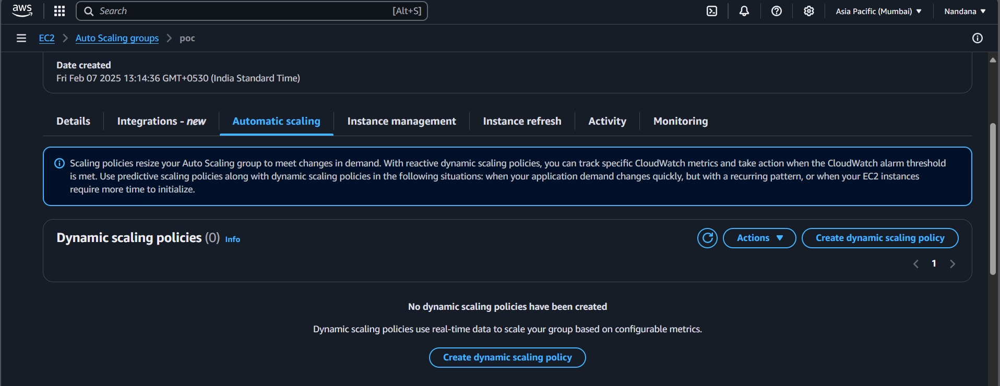 aws
Search
[Alt+S]
Asia Pacific (Mumbai)
Nandana
EC2
Auto Scaling groups
poc
Date created
Fri Feb 07 2025 13:14:36 GMT+0530 (India Standard Time)
Details
Integrations - new
Automatic scaling
Instance management
Instance refresh
Activity
Monitoring
Scaling policies resize your Auto Scaling group to meet changes in demand. With reactive dynamic scaling policies, you can track specific CloudWatch metrics and take action when the CloudWatch alarm threshold
is met. Use predictive scaling policies along with dynamic scaling policies in the following situations: when your application demand changes quickly, but with a recurring pattern, or when your EC2 instances
require more time to initialize.
Dynamic scaling policies (0) Info
Actions
Create dynamic scaling policy
1
No dynamic scaling policies have been created
Dynamic scaling policies use real-time data to scale your group based on configurable metrics.
Create dynamic scaling policy